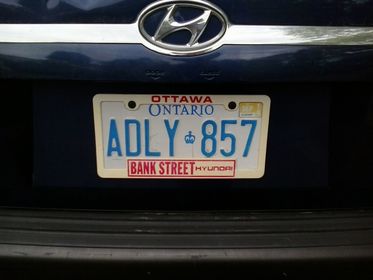 OTTAWA
ONTARIO
ADLY 857
BANK STREET HYUNDAI